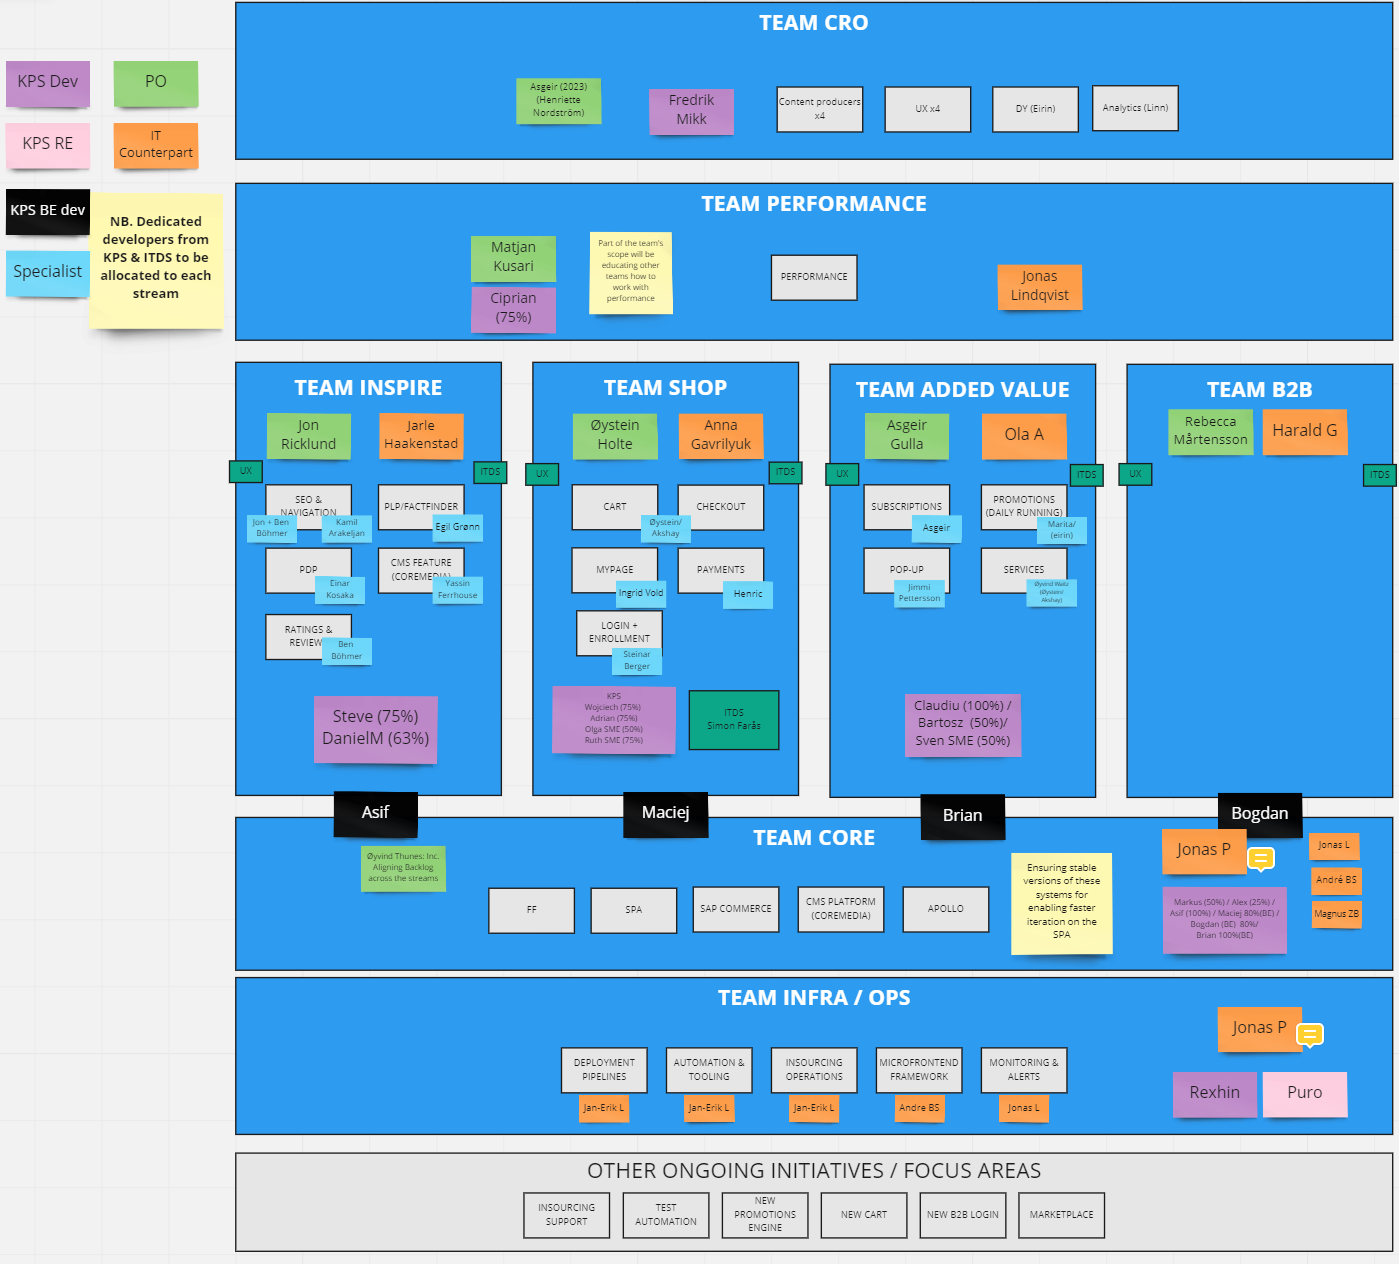 TEAM CRO
KPS Dev
PO
KPS RE
IT
Counterpart
KPS BE dev
Specialist
NB. Dedicated
developers from
KPS & ITDS to be
allocated to each
stream
Asgeir (2023)
(Henriette
Nordström)
Fredrik
Mikk
Content producers
x4
UX x4
DY (Eirin)
Analytics (Linn)
TEAM PERFORMANCE
Matjan
Kusari
Ciprian
(75%)
Part of the team's
scope will be
educating other
teams how to
work with
performance
PERFORMANCE
Jonas
Lindqvist
TEAM INSPIRE
Jon
Ricklund
Jarle
Haakenstad
UX
ITDS
SEO &
NAVIGATION
Jon + Ben
Böhmer
Kamil
Arakeljan
PLP/FACTFINDER
Egil Grønn
PDP
Einar
Kosaka
CMS FEATURE
(COREMEDIA)
Yassin
Ferrhouse
RATINGS &
REVIEW
Ben
Böhmer
Steve (75%)
DanielM (63%)
TEAM SHOP
Øystein
Holte
Anna
Gavrilyuk
UX
ITDS
CART
Øystein/
Akshay
CHECKOUT
MYPAGE
Ingrid Vold
PAYMENTS
Henric
LOGIN +
ENROLLMENT
Steinar
Berger
KPS
Wojciech (75%)
Adrian (75%)
Olga SME (50%)
Ruth SME (75%)
ITDS
Simon Farås
TEAM ADDED VALUE
Asgeir
Gulla
Ola A
UX
ITDS
SUBSCRIPTIONS
Asgeir
PROMOTIONS
(DAILY RUNNING)
Marita/
(eirin)
POP-UP
Jimmi
Pettersson
SERVICES
Øyvind Waitz
(Øystein/
Akshay)
Claudiu (100%) /
Bartosz (50%)/
Sven SME (50%)
TEAM B2B
Rebecca
Mårtensson
Harald G
UX
ITDS
Asif
Maciej
Brian
Bogdan
TEAM CORE
Øyvind Thunes: Inc.
Aligning Backlog
across the streams
FF
SPA
SAP COMMERCE
CMS PLATFORM
(COREMEDIA)
APOLLO
Ensuring stable
versions of these
systems for
enabling faster
iteration on the
SPA
Jonas P
Jonas L
André BS
Magnus ZB
Markus (50%) / Alex (25%) /
Asif (100%) / Maciej 80%(BE) /
Bogdan (BE) 80%/
Brian 100%(BE)
TEAM INFRA / OPS
Jonas P
DEPLOYMENT
PIPELINES
Jan-Erik L
AUTOMATION &
TOOLING
Jan-Erik L
INSOURCING
OPERATIONS
Jan-Erik L
MICROFRONTEND
FRAMEWORK
Andre BS
MONITORING &
ALERTS
Jonas L
Rexhin
Puro
OTHER ONGOING INITIATIVES / FOCUS AREAS
INSOURCING
SUPPORT
TEST
AUTOMATION
NEW
PROMOTIONS
ENGINE
NEW CART
NEW B2B LOGIN
MARKETPLACE